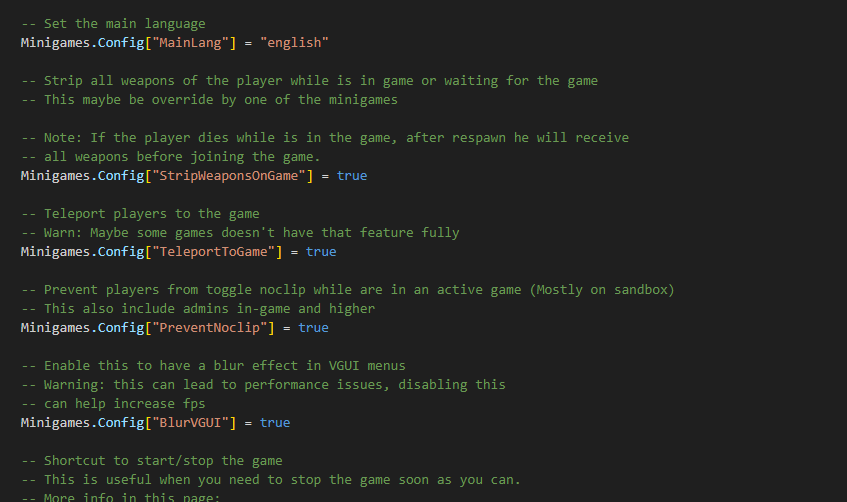 -- Set the main language
Minigames.Config["MainLang"] = "english"
-- Strip all weapons of the player while is in game or waiting for the game
-- This maybe be override by one of the minigames
-- Note: If the player dies while is in the game, after respawn he will receive
-- all weapons before joining the game.
Minigames.Config["StripWeaponsOnGame"] = true
-- Teleport players to the game
-- Warn: Maybe some games doesn't have that feature fully
Minigames.Config["TeleportToGame"] = true
-- Prevent players from toggle noclip while are in an active game (Mostly on sandbox)
-- This also include admins in-game and higher
Minigames.Config["PreventNoclip"] = true
-- Enable this to have a blur effect in VGUI menus
-- Warning: this can lead to performance issues, disabling this
-- can help increase fps
Minigames.Config["BlurVGUI"] = true
-- Shortcut to start/stop the game
-- This is useful when you need to stop the game soon as you can.
-- More info in this page: